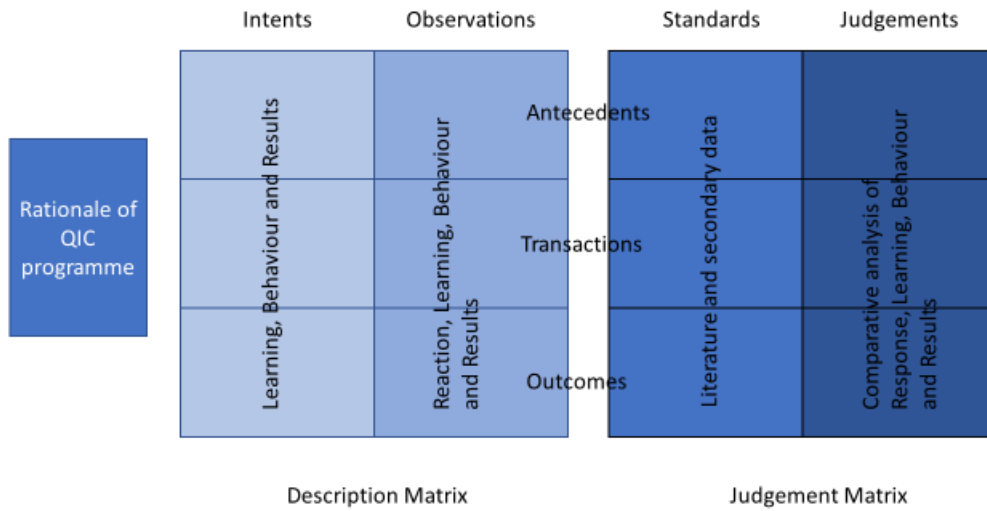 Intents
Observations
Standards
Judgements
Rationale of
QIC
programme
Learning, Behaviour and Results
Reaction, Learning, Behaviour
and Results
Antecedents
Transactions
Outcomes
Literature and secondary data
Comparative analysis of
Response, Learning, Behaviour
and Results
Description Matrix
Judgement Matrix